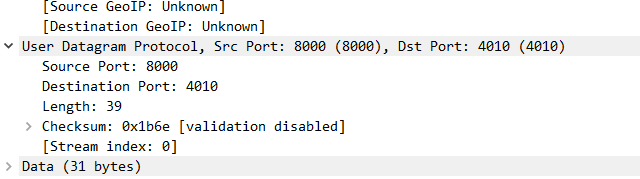 [Source GeoIP: Unknown]
[Destination GeoIP: Unknown]
User Datagram Protocol, Src Port: 8000 (8000), Dst Port: 4010 (4010)
Source Port: 8000
Destination Port: 4010
Length: 39
Checksum: 0x1b6e [validation disabled]
[Stream index: 0]
Data (31 bytes)